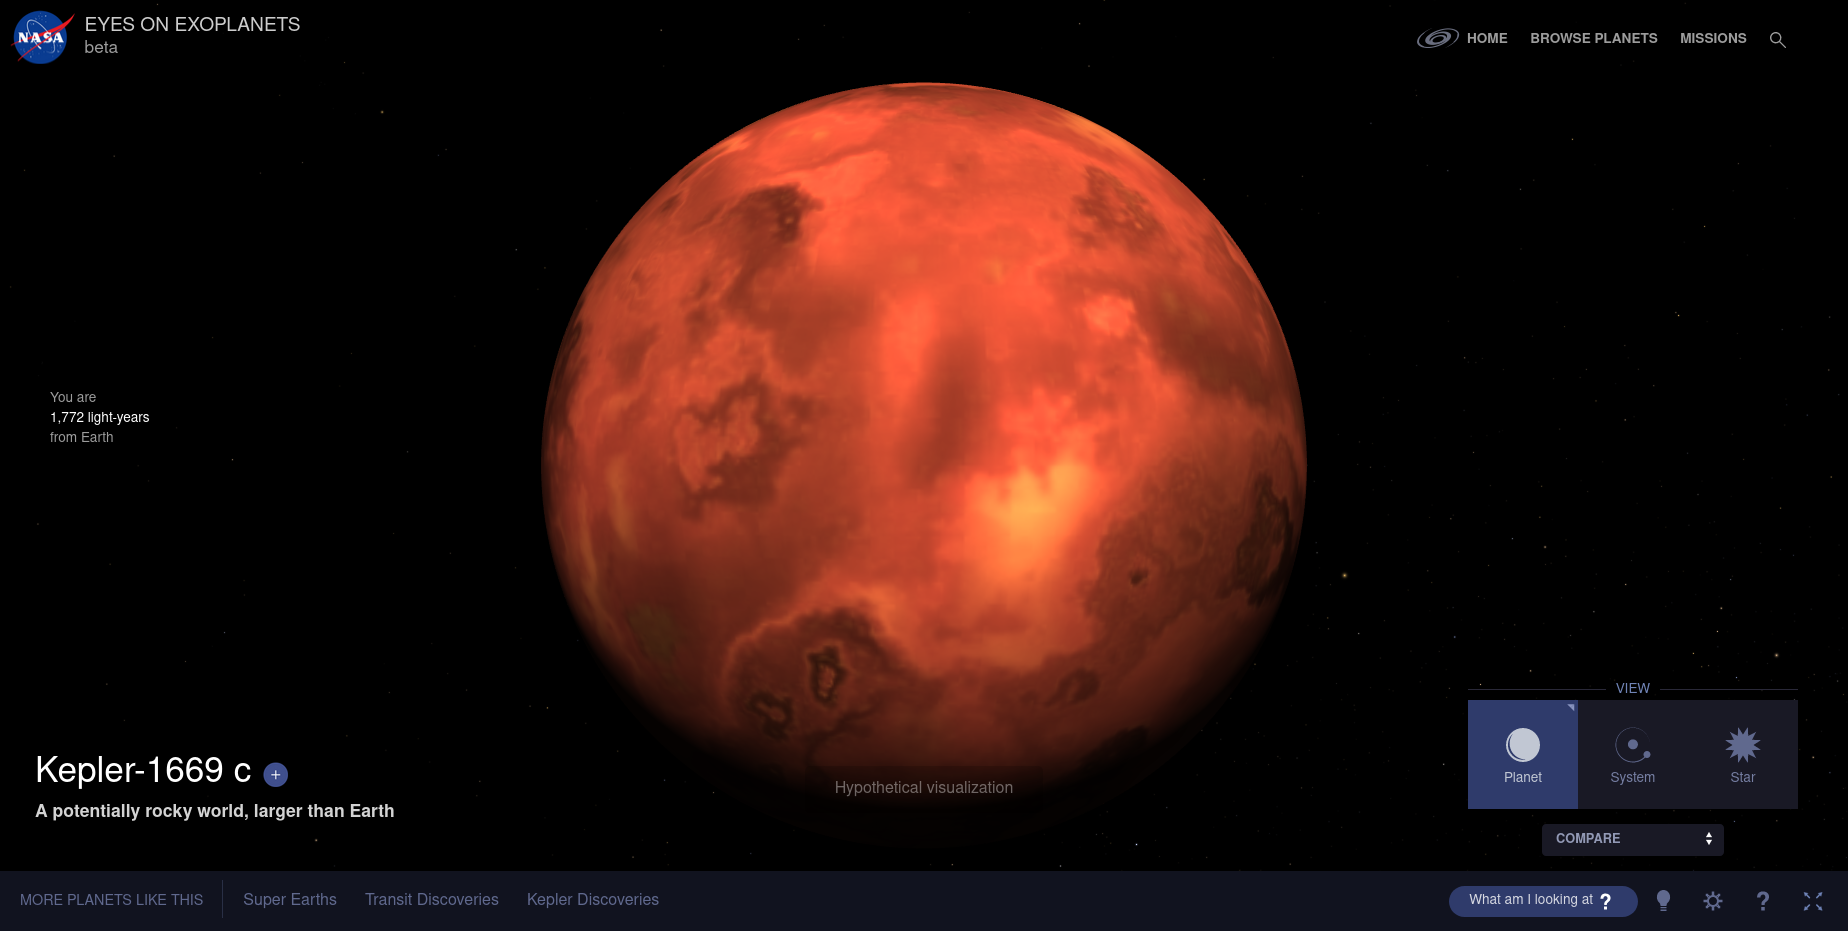 NASA
EYES ON EXOPLANETS
beta
HOME
BROWSE PLANETS
MISSIONS
You are
1,772 light-years
from Earth
Kepler-1669 c +
A potentially rocky world, larger than Earth
Hypothetical visualization
VIEW
Planet
System
Star
COMPARE
MORE PLANETS LIKE THIS
Super Earths
Transit Discoveries
Kepler Discoveries
What am I looking at ?
?